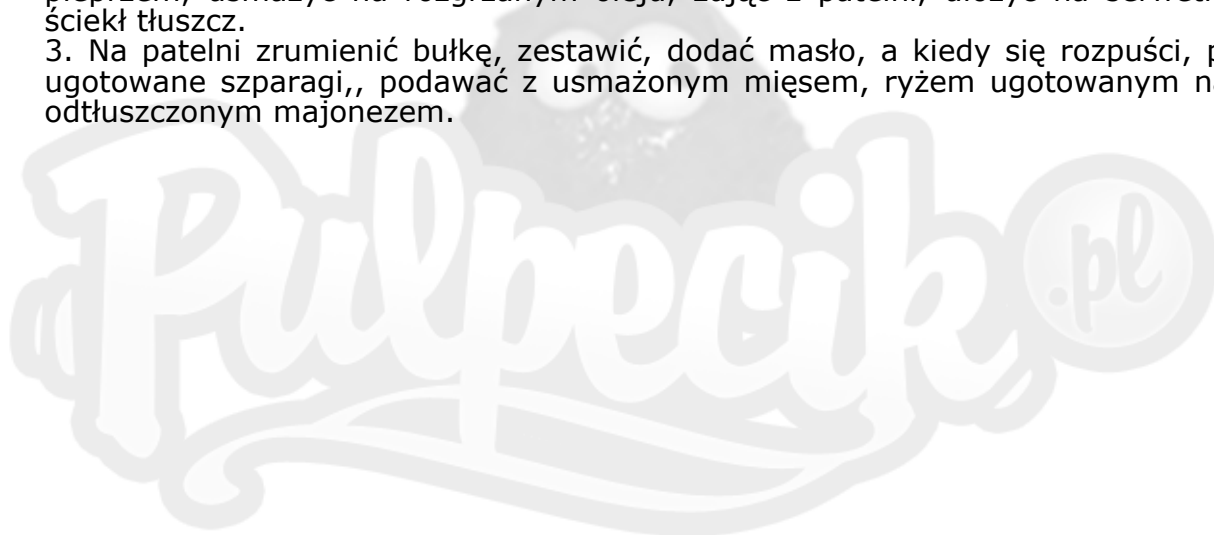 ściekł tłuszcz.
3. Na patelni zrumienić bułkę, zestawić, dodać masło, a kiedy się rozpuści, p
ugotowane szparagi,, podawać z usmażonym mięsem, ryżem ugotowanym na
odtłuszczonym majonezem.
Pulpecik
.pl